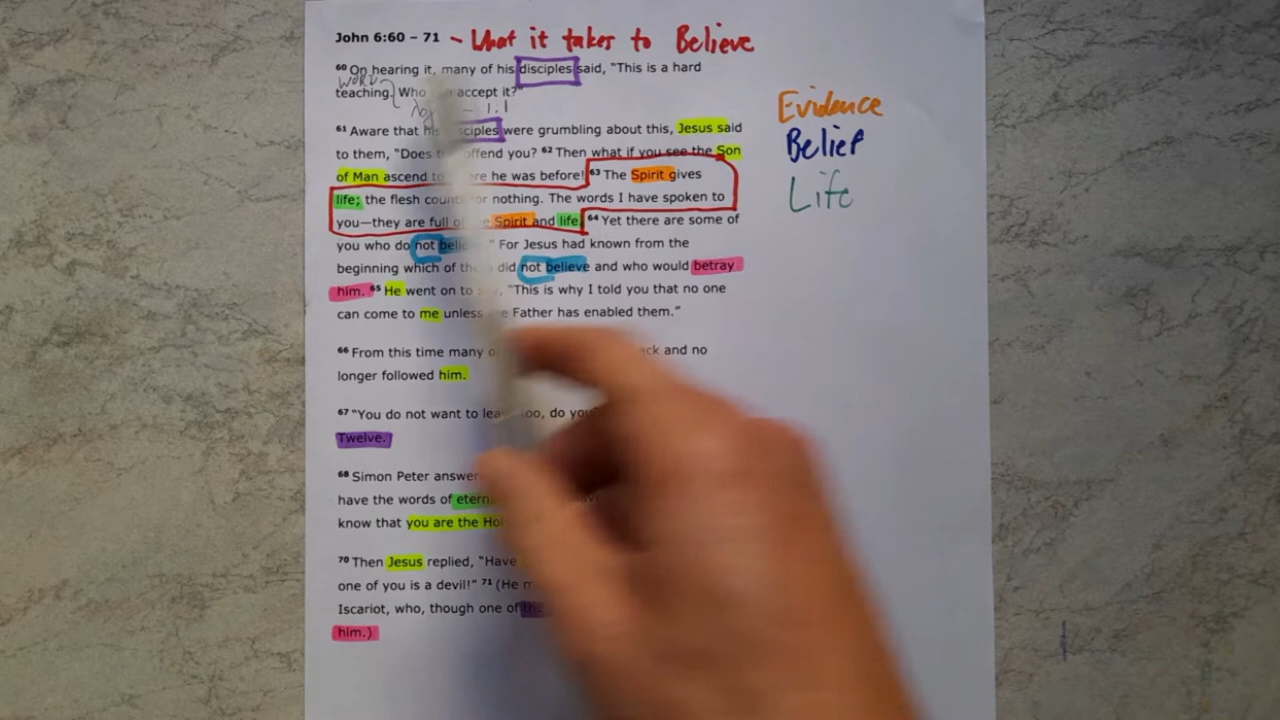 John 6:60 – 71 ~ What it takes to Believe
60 On hearing it, many of his disciples said, “This is a hard
WORD
teaching. Who accept it?”
1.1
61 Aware that his disciples were grumbling about this, Jesus said
to them, “Does offend you? 62 Then what if you see the Son
of Man ascend to he was before! 63 The Spirit gives
life; the flesh counts for nothing. The words I have spoken to
you—they are full of Spirit and life. 64 Yet there are some of
you who do not ” For Jesus had known from the
beginning which of did not believe and who would betray
him. 65 He went on to “This is why I told you that no one
can come to me unless Father has enabled them.”
66 From this time many and no
longer followed him.
67 “You do not want to too, do you
Twelve.
68 Simon Peter
have the words of
know that you are the
70 Then Jesus replied, “Have
one of you is a devil!” 71 (He
Iscariot, who, though one of
him.)
Evidence
Belief
Life